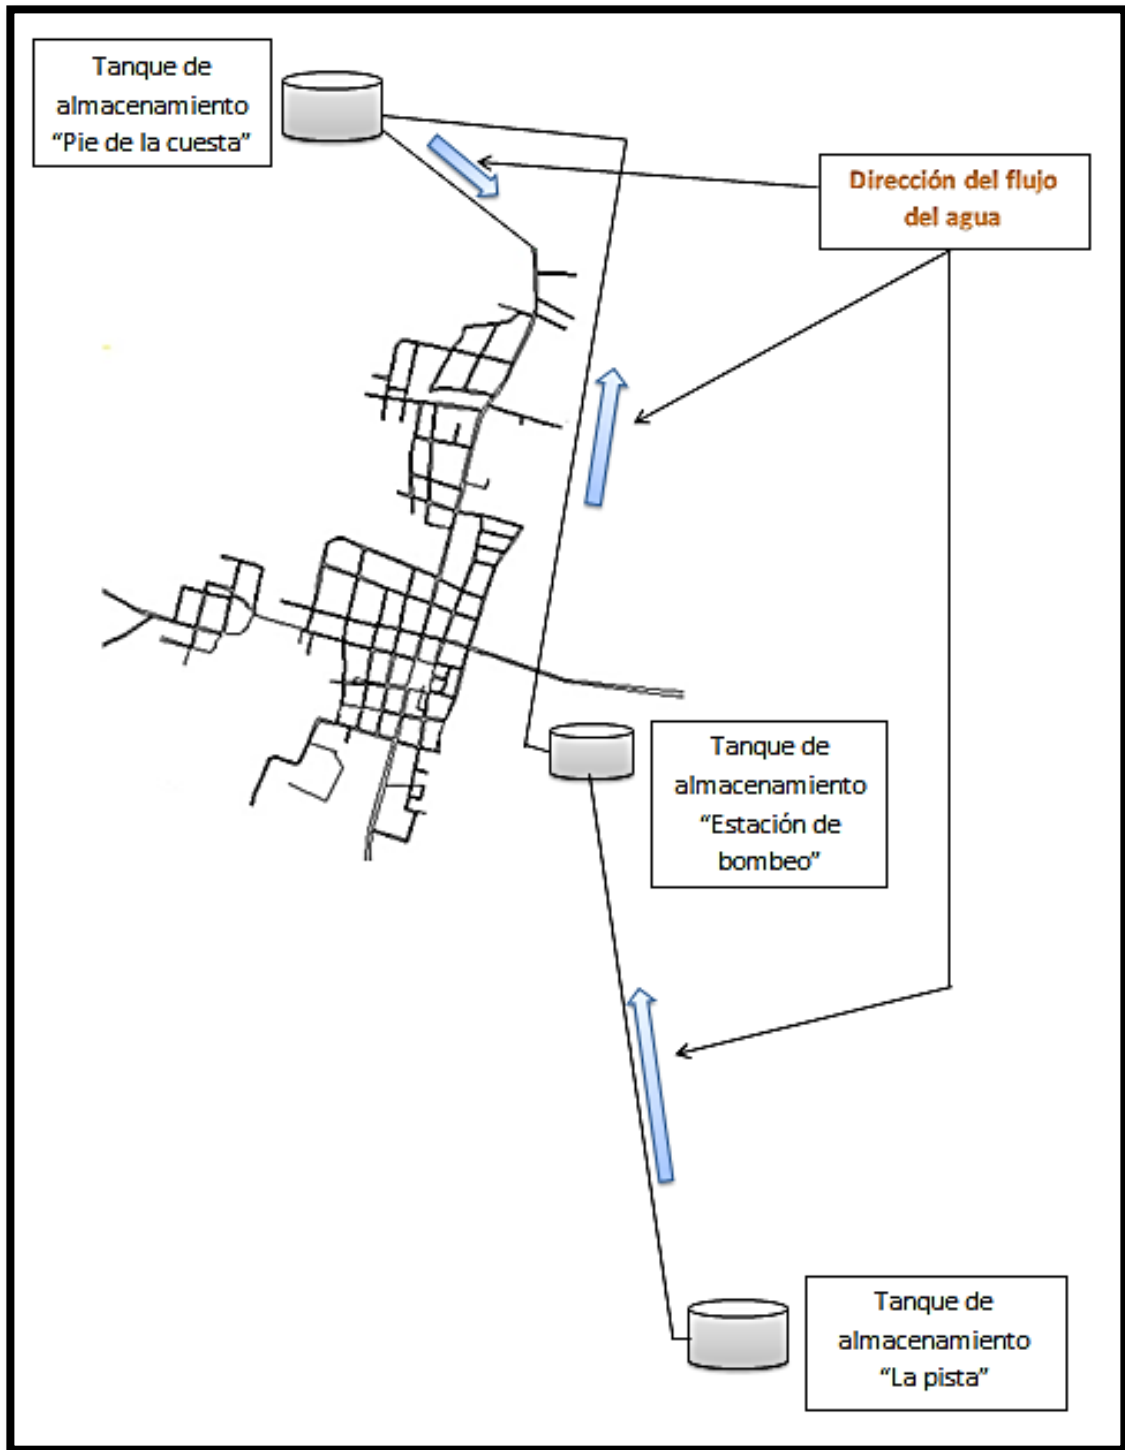 Tanque de
almacenamiento
“Pie de la cuesta”
Dirección del flujo
del agua
Tanque de
almacenamiento
“Estación de
bombeo”
Tanque de
almacenamiento
“La pista”